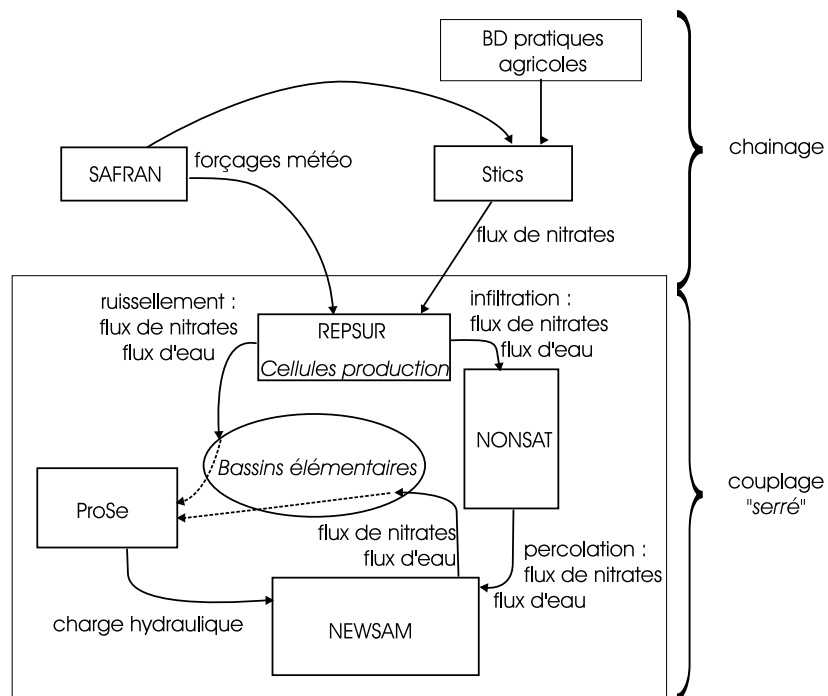 BD pratiques
agricoles
chainage
SAFRAN
forçages météo
Stics
flux de nitrates
ruissellement :
flux de nitrates
flux d'eau
REPSUR
Cellules production
infiltration :
flux de nitrates
flux d'eau
NONSAT
Bassins élémentaires
ProSe
couplage
"serré"
flux de nitrates
flux d'eau
percolation :
flux de nitrates
flux d'eau
charge hydraulique
NEWSAM